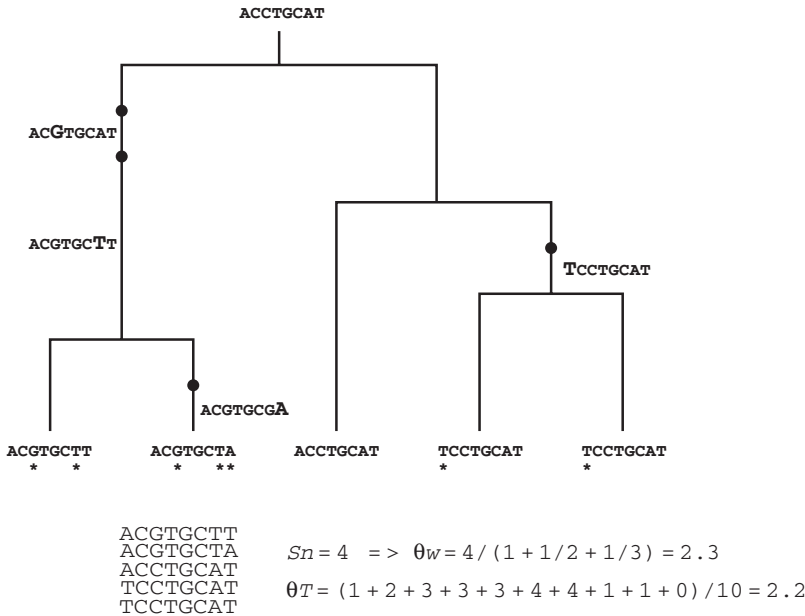 ACCTGCAT
ACGTGCAT
ACGTGCTT
TCCTGCAT
ACGTGCGA
ACGTGCTT ACGTGCTA ACCTGCAT TCCTGCAT TCCTGCAT
* * * ** * *
ACGTGCTT
ACGTGCTA Sn = 4 => θw = 4/(1 + 1/2 + 1/3) = 2.3
ACCTGCAT
TCCTGCAT θT = (1 + 2 + 3 + 3 + 3 + 4 + 4 + 1 + 1 + 0)/10 = 2.2
TCCTGCAT